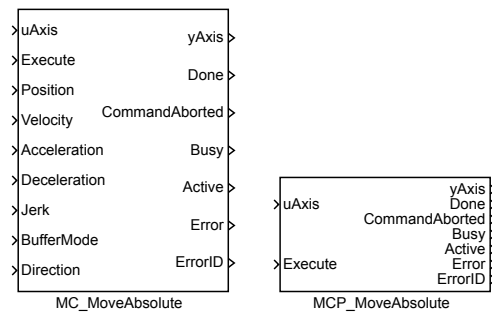 uAxis
Execute
Position
Velocity
Acceleration
Deceleration
Jerk
BufferMode
Direction
yAxis
Done
CommandAborted
Busy
Active
Error
ErrorID
MC_MoveAbsolute
uAxis
Execute
yAxis
Done
CommandAborted
Busy
Active
Error
ErrorID
MCP_MoveAbsolute